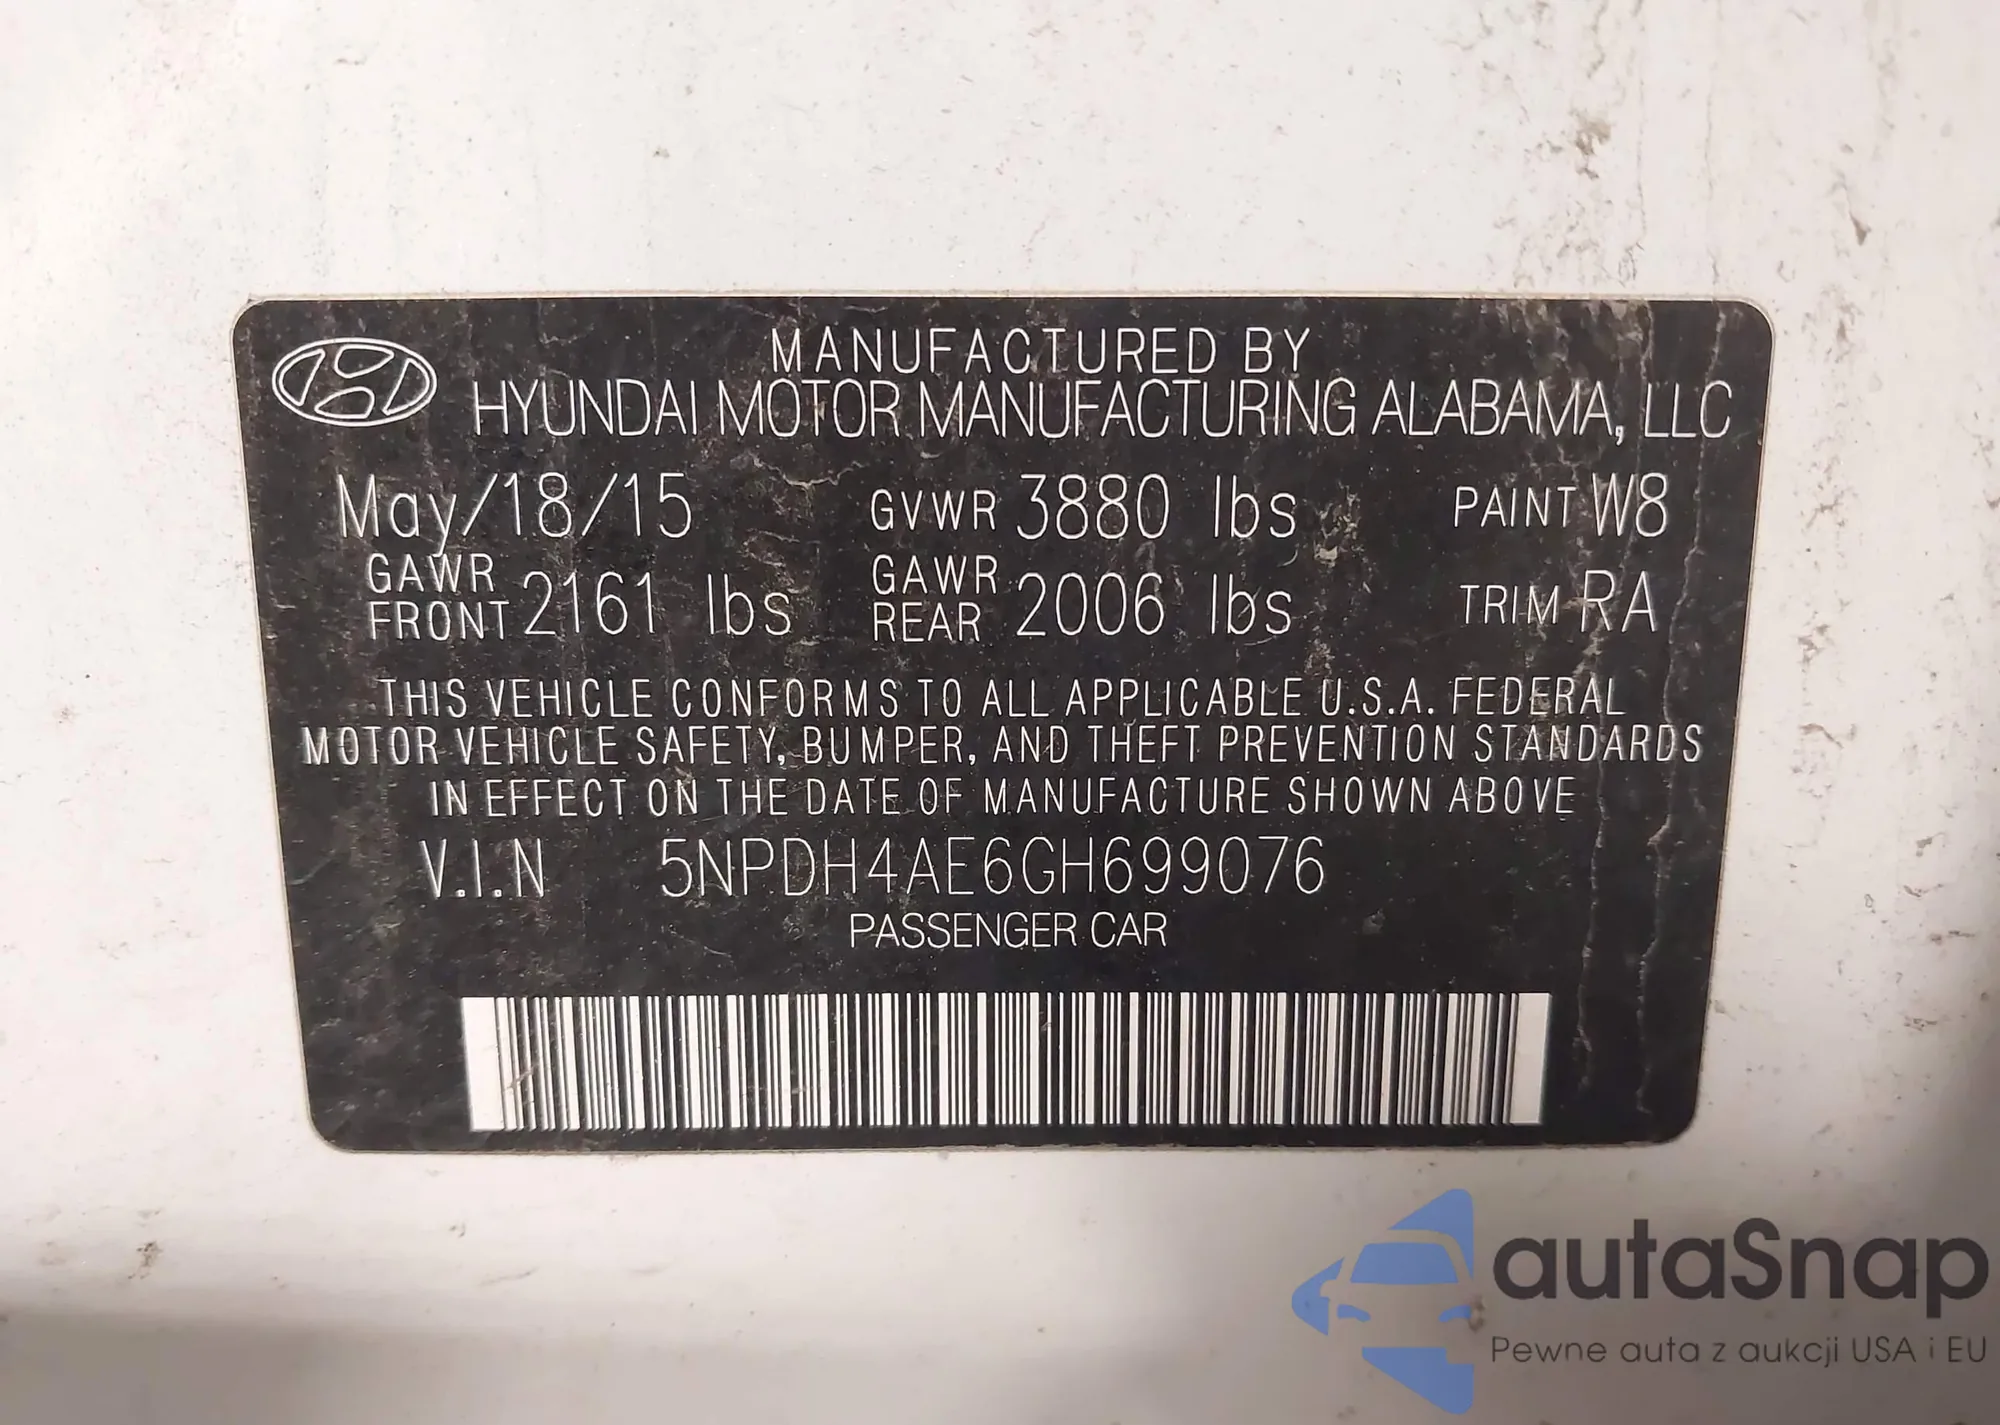 MANUFACTURED BY
HYUNDAI MOTOR MANUFACTURING ALABAMA, LLC
May/18/15 GVWR 3880 lbs PAINT W8
GAWR FRONT 2161 lbs GAWR REAR 2006 lbs TRIM RA
THIS VEHICLE CONFORMS TO ALL APPLICABLE U.S.A. FEDERAL
MOTOR VEHICLE SAFETY, BUMPER, AND THEFT PREVENTION STANDARDS
IN EFFECT ON THE DATE OF MANUFACTURE SHOWN ABOVE
V.I.N 5NPDH4AE6GH699076
PASSENGER CAR
autaSnap
Pewne auta z aukcji USA i EU